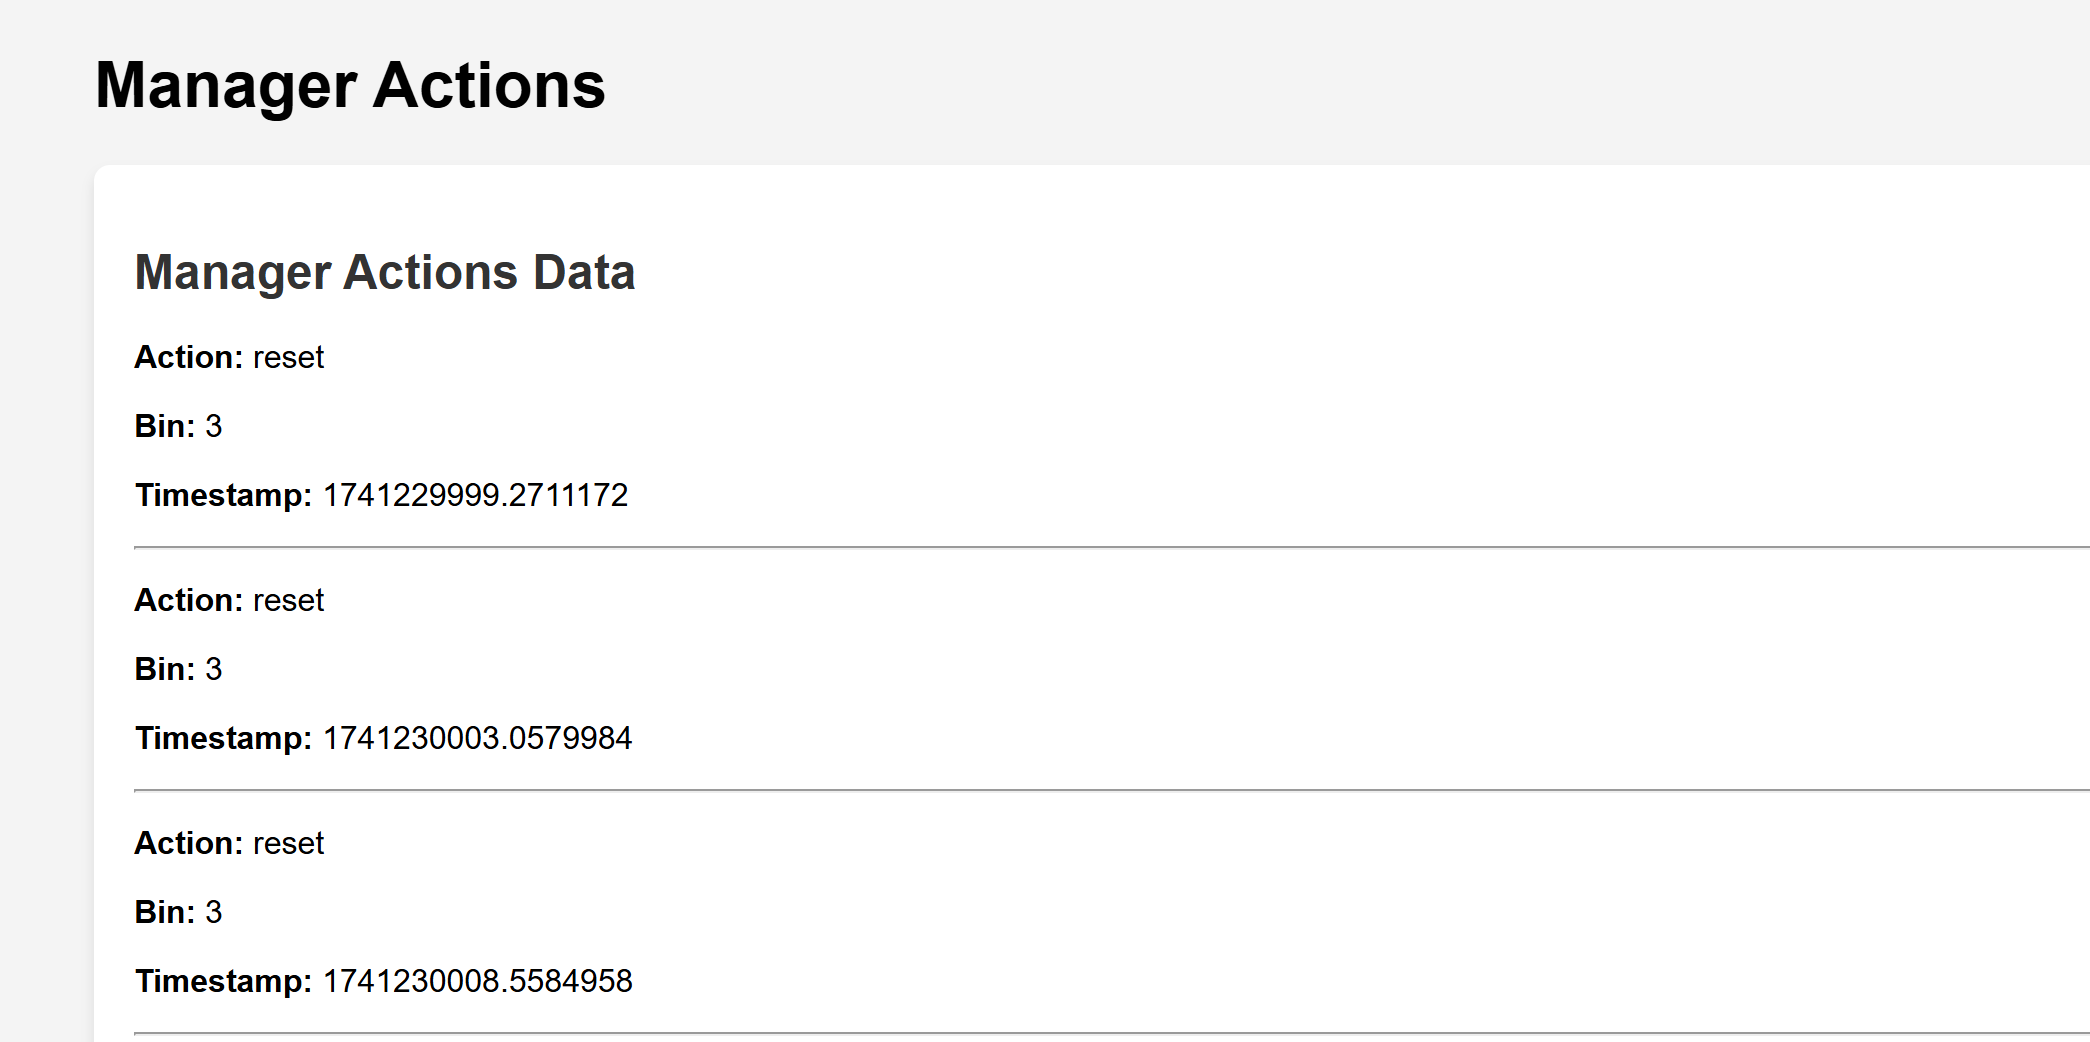 Manager Actions
Manager Actions Data
Action: reset
Bin: 3
Timestamp: 1741229999.2711172
Action: reset
Bin: 3
Timestamp: 1741230003.0579984
Action: reset
Bin: 3
Timestamp: 1741230008.5584958